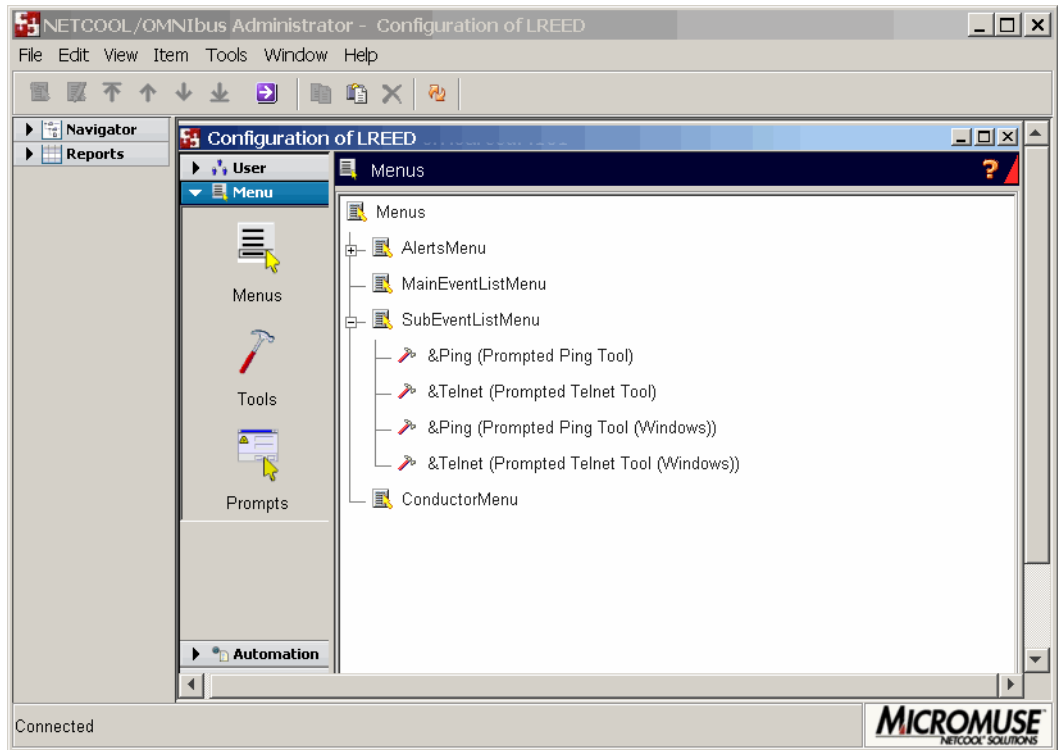 NETCOOL/OMNIbus Administrator - Configuration of LREED
File Edit View Item Tools Window Help
Navigator
Reports
Configuration of LREED
User
Menu
Menus
Tools
Prompts
Automation
Menus
?
Menus
AlertsMenu
MainEventListMenu
SubEventListMenu
&Ping (Prompted Ping Tool)
&Telnet (Prompted Telnet Tool)
&Ping (Prompted Ping Tool (Windows))
&Telnet (Prompted Telnet Tool (Windows))
ConductorMenu
Connected
MICROMUSE
NETCOOL® SOLUTIONS